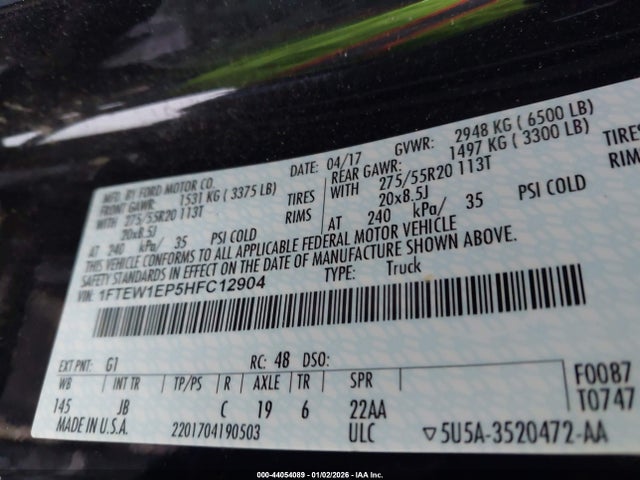 MFD. BY FORD MOTOR CO.
DATE: 04/17 GVWR: 2948 KG ( 6500 LB)
FRONT GAWR: 1531 KG ( 3375 LB) REAR GAWR: 1497 KG ( 3300 LB)
WITH 275/55R20 113T TIRES WITH 275/55R20 113T TIRES
20x8.5J RIMS 20x8.5J RIMS
AT 240 kPa/ 35 PSI COLD AT 240 kPa/ 35 PSI COLD
THIS VEHICLE CONFORMS TO ALL APPLICABLE FEDERAL MOTOR VEHICLE
SAFETY STANDARDS IN EFFECT ON THE DATE OF MANUFACTURE SHOWN ABOVE.
VIN: 1FTEW1EP5HFC12904 TYPE: Truck
EXT PNT: G1 RC: 48 DSO:
WB INT TR TP/PS R AXLE TR SPR F0087
145 JB C 19 6 22AA T0747
MADE IN U.S.A. 2201704190503 ULC ▽5U5A-3520472-AA
000-44054089 - 01/02/2026 - IAA Inc.